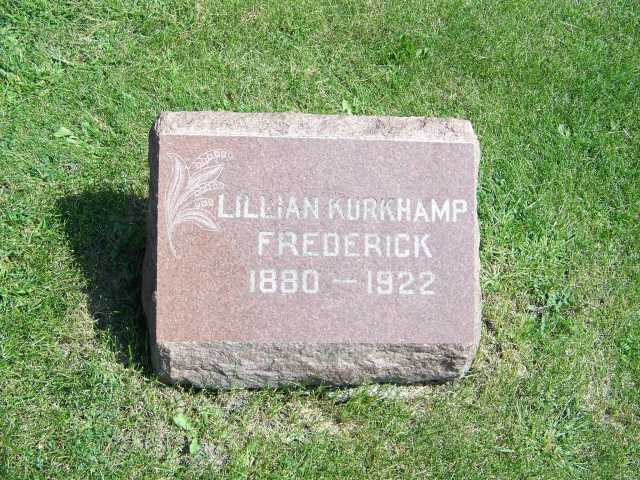 LILLIAN KURKHAMP
FREDERICK
1880 — 1922